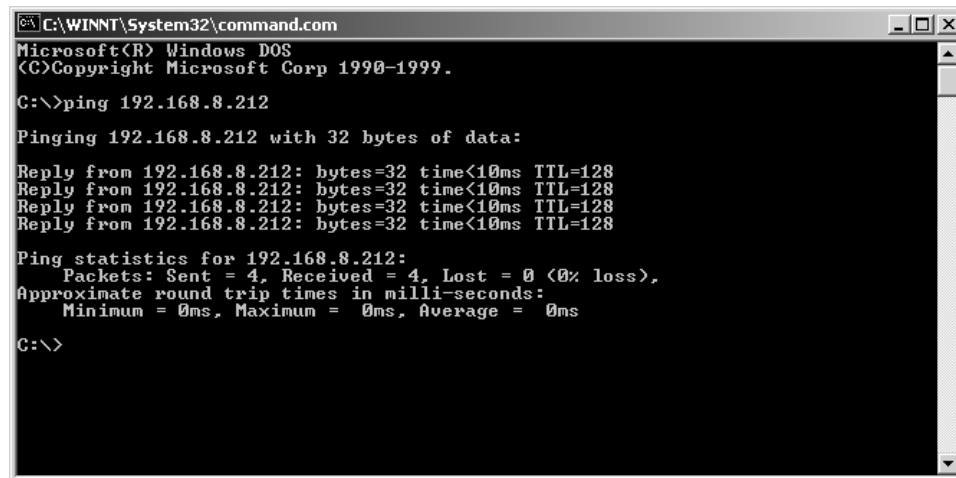 C:\WINNT\System32\command.com
Microsoft(R) Windows DOS
(C)Copyright Microsoft Corp 1990-1999.
C:\>ping 192.168.8.212
Pinging 192.168.8.212 with 32 bytes of data:
Reply from 192.168.8.212: bytes=32 time<10ms TTL=128
Reply from 192.168.8.212: bytes=32 time<10ms TTL=128
Reply from 192.168.8.212: bytes=32 time<10ms TTL=128
Reply from 192.168.8.212: bytes=32 time<10ms TTL=128
Ping statistics for 192.168.8.212:
    Packets: Sent = 4, Received = 4, Lost = 0 (0% loss),
Approximate round trip times in milli-seconds:
    Minimum = 0ms, Maximum =  0ms, Average =  0ms
C:\>